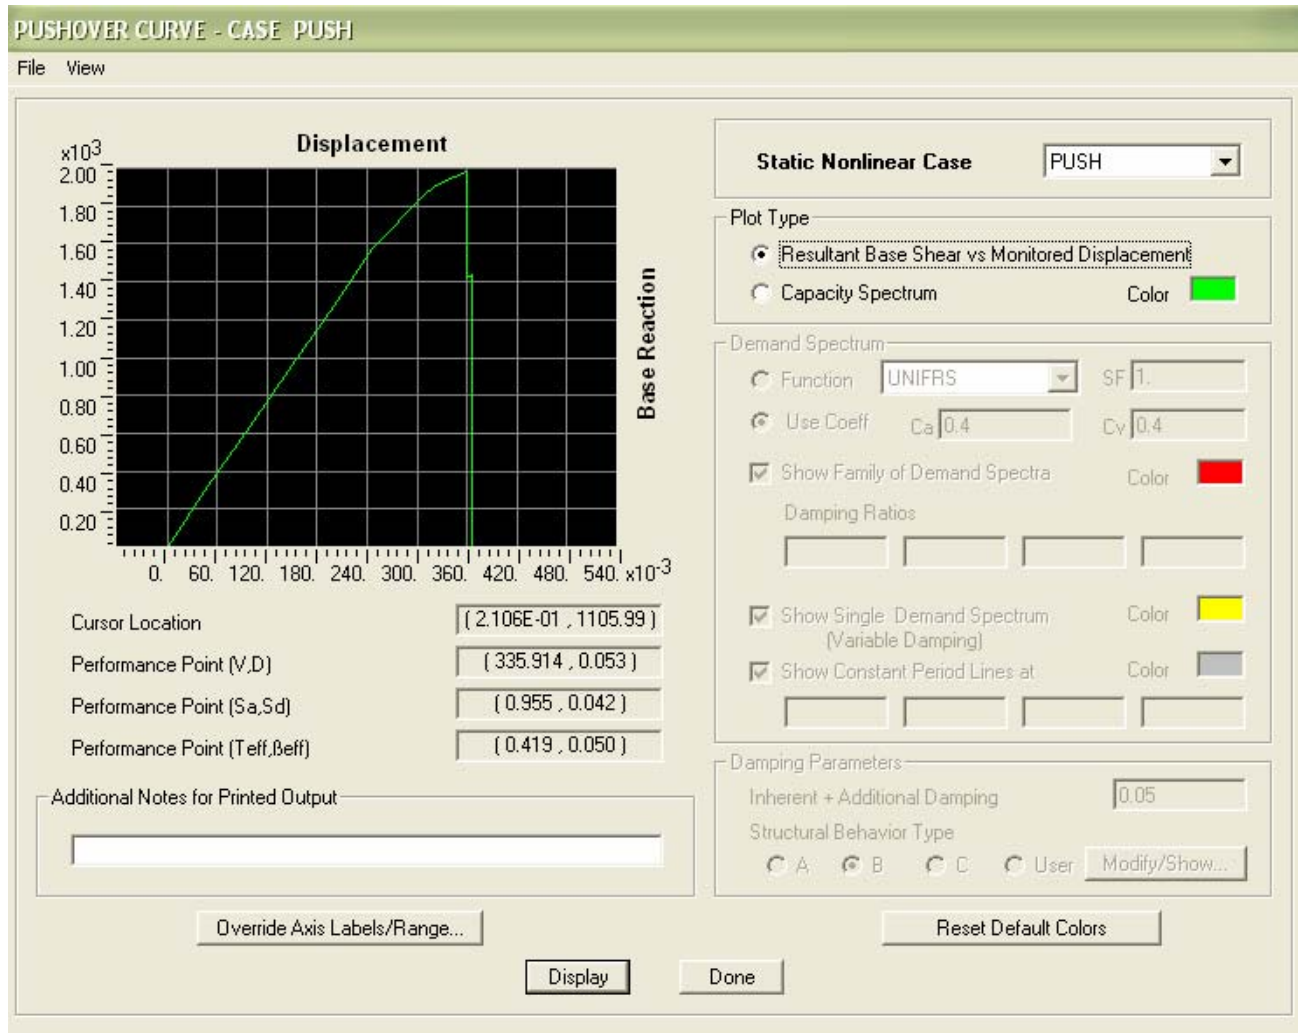 PUSHOVER CURVE - CASE PUSH
File View
Displacement
x10³
2.00
1.80
1.60
1.40
1.20
1.00
0.80
0.60
0.40
0.20
0. 60. 120. 180. 240. 300. 360. 420. 480. 540. x10⁻³
Base Reaction
Cursor Location ( 2.106E-01 , 1105.99 )
Performance Point (V,D) ( 335.914 , 0.053 )
Performance Point (Sa,Sd) ( 0.955 , 0.042 )
Performance Point (Teff,ßeff) ( 0.419 , 0.050 )
Additional Notes for Printed Output
Override Axis Labels/Range...
Static Nonlinear Case PUSH
Plot Type
Resultant Base Shear vs Monitored Displacement
Capacity Spectrum Color
Demand Spectrum
Function UNIFRS SF 1.
Use Coeff Ca 0.4 Cv 0.4
Show Family of Demand Spectra Color
Damping Ratios
Show Single Demand Spectrum Color
(Variable Damping)
Show Constant Period Lines at Color
Damping Parameters
Inherent + Additional Damping 0.05
Structural Behavior Type
A B C User Modify/Show...
Reset Default Colors
Display Done